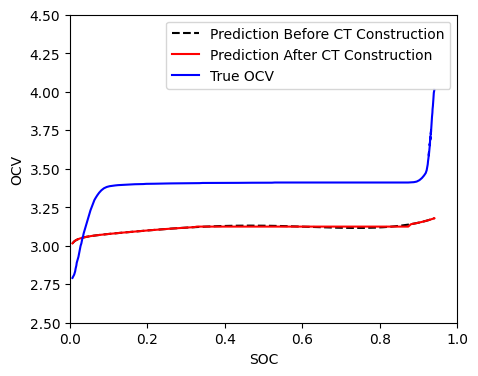 4.50
4.25
4.00
3.75
3.50
3.25
3.00
2.75
2.50
OCV
Prediction Before CT Construction
Prediction After CT Construction
True OCV
0.0 0.2 0.4 0.6 0.8 1.0
SOC